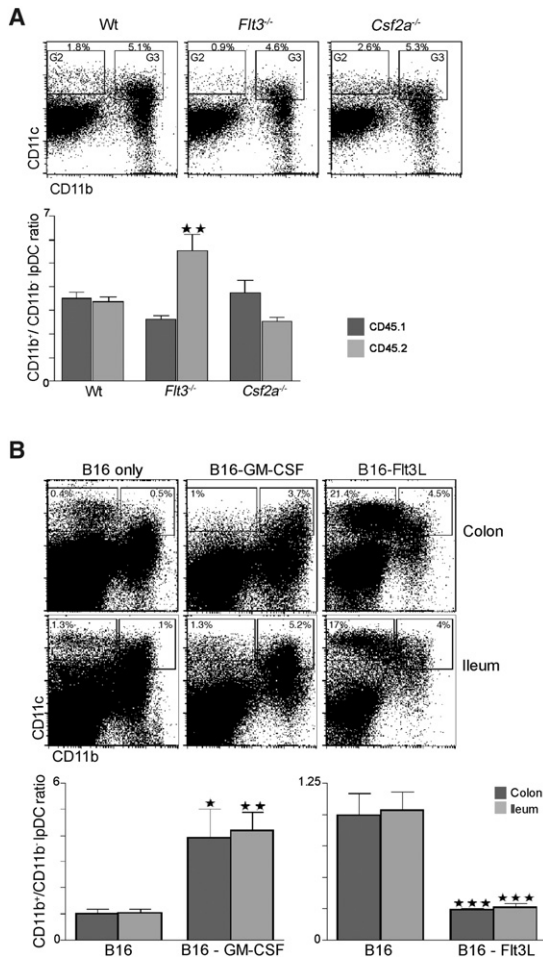 A
Wt
Flt3-/-
Csf2a-/-
1.8% 5.1%
G2 G3
0.9% 4.6%
G2 G3
2.6% 5.3%
G2 G3
CD11c
CD11b
7
0
CD11b+/ CD11b- lpDC ratio
★★
Wt
Flt3-/-
Csf2a-/-
CD45.1
CD45.2
B
B16 only
B16-GM-CSF
B16-Flt3L
0.4% 0.5%
1% 3.7%
21.4% 4.5%
Colon
1.3% 1%
1.3% 5.2%
17% 4%
Ileum
CD11c
CD11b
6
0
CD11b+/CD11b- lpDC ratio
★
★★
B16
B16 - GM-CSF
1.25
0
★★★
★★★
B16
B16 - Flt3L
Colon
Ileum